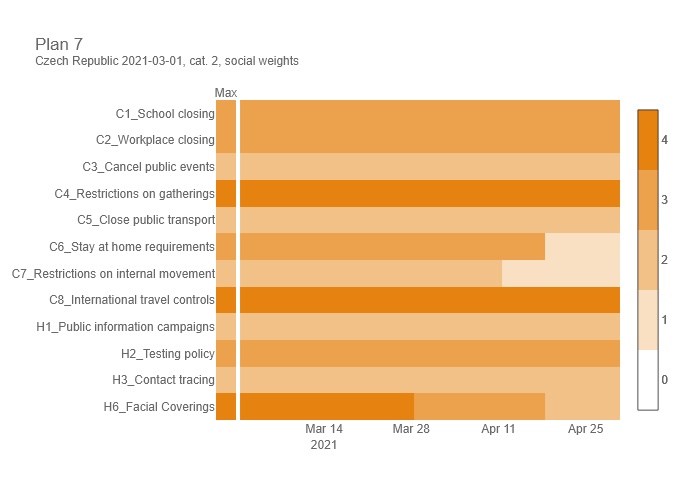 Plan 7
Czech Republic 2021-03-01, cat. 2, social weights
Max
C1_School closing
C2_Workplace closing
C3_Cancel public events
C4_Restrictions on gatherings
C5_Close public transport
C6_Stay at home requirements
C7_Restrictions on internal movement
C8_International travel controls
H1_Public information campaigns
H2_Testing policy
H3_Contact tracing
H6_Facial Coverings
Mar 14 Mar 28 Apr 11 Apr 25
2021
4
3
2
1
0